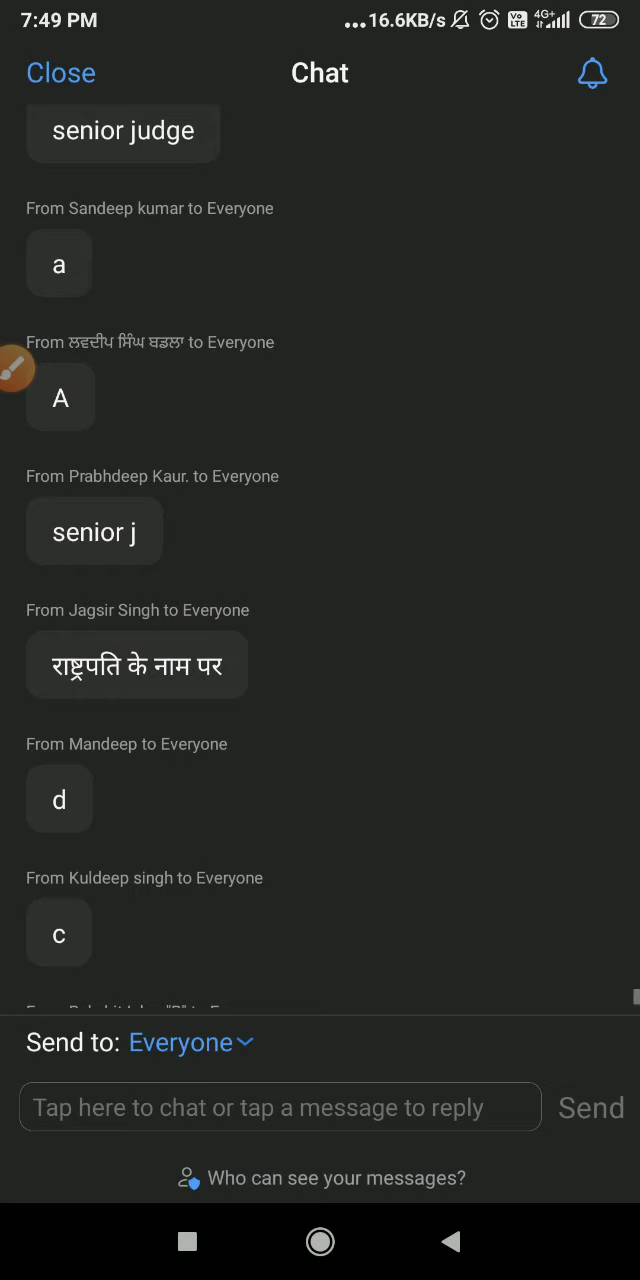 7:49 PM
...16.6KB/s Vo LTE 4G+ 72
Close Chat
senior judge
From Sandeep kumar to Everyone
a
From ਲਵਦੀਪ ਸਿੰਘ ਬਡਲਾ to Everyone
A
From Prabhdeep Kaur. to Everyone
senior j
From Jagsir Singh to Everyone
राष्ट्रपति के नाम पर
From Mandeep to Everyone
d
From Kuldeep singh to Everyone
c
Send to: Everyone
Tap here to chat or tap a message to reply Send
Who can see your messages?